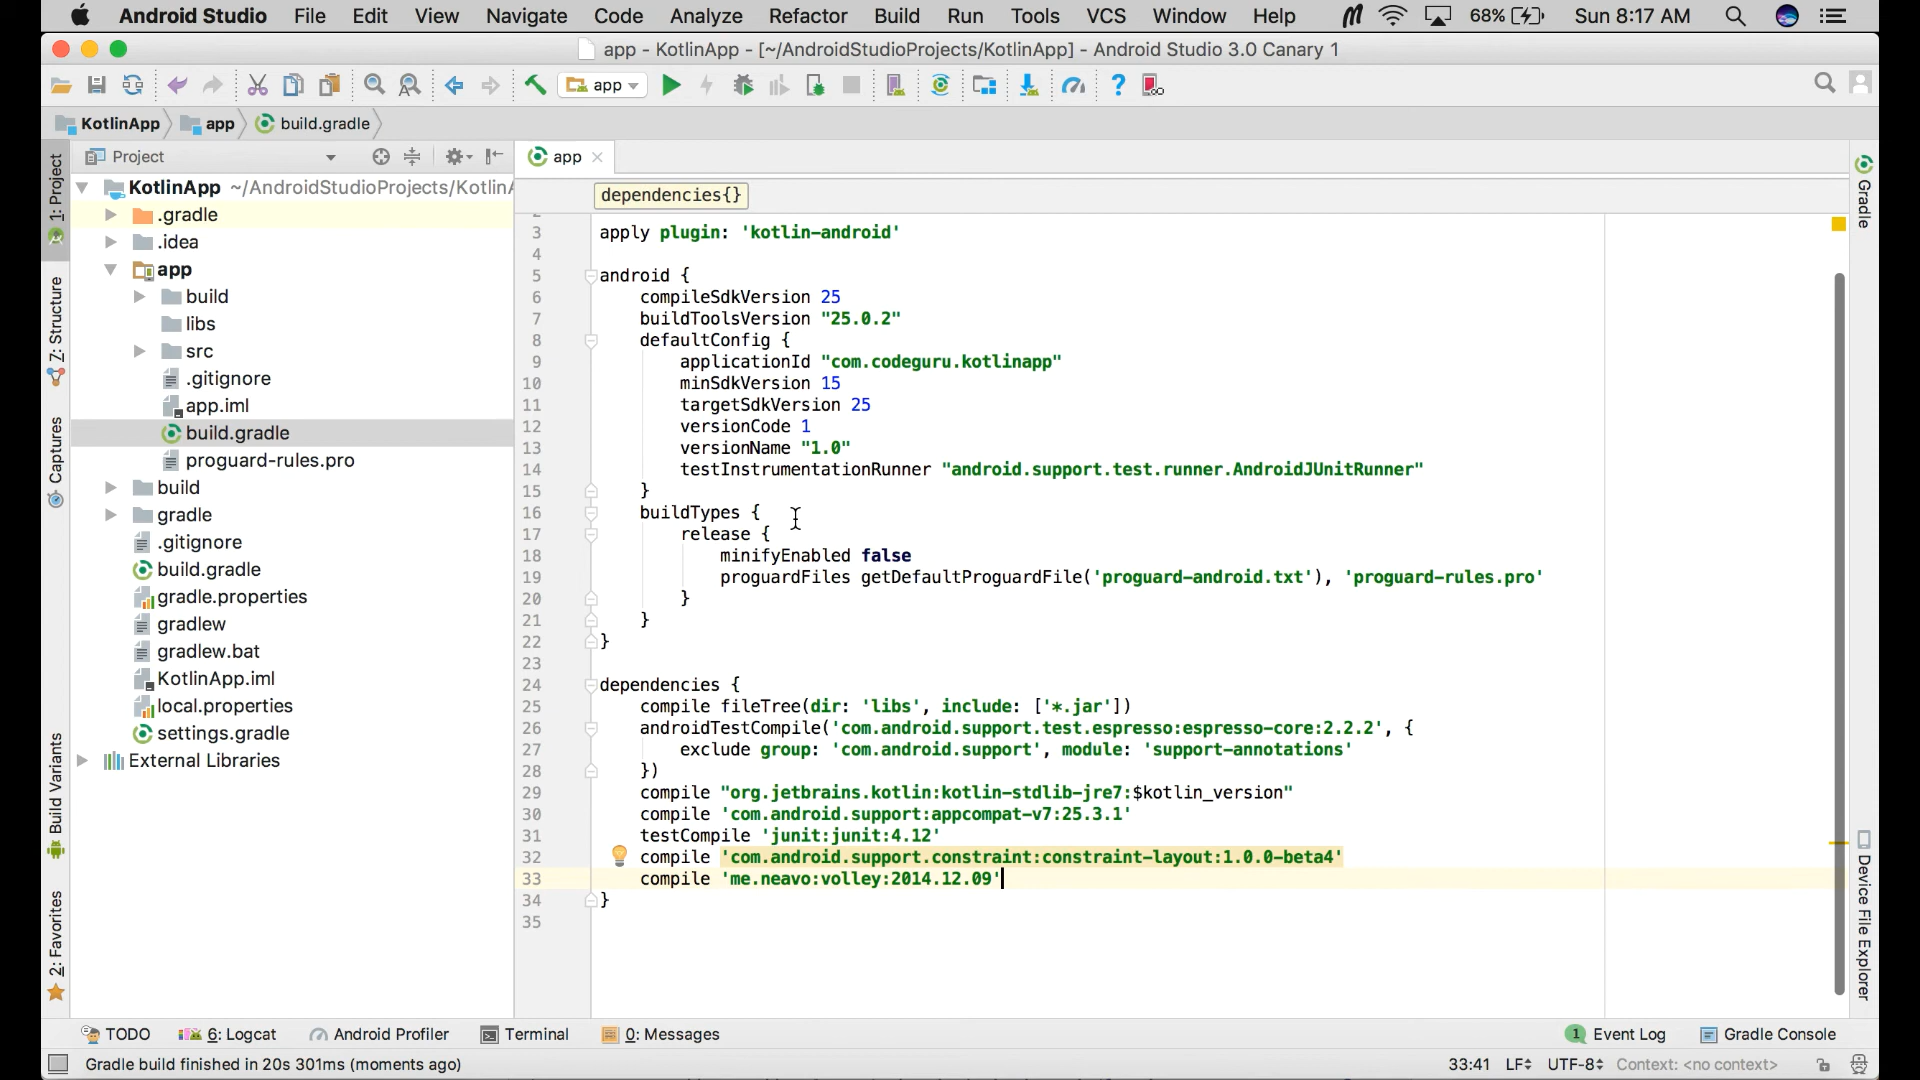 Android Studio File Edit View Navigate Code Analyze Refactor Build Run Tools VCS Window Help 68% Sun 8:17 AM
app - KotlinApp - [~/AndroidStudioProjects/KotlinApp] - Android Studio 3.0 Canary 1
app
KotlinApp app build.gradle
Project
app
KotlinApp ~/AndroidStudioProjects/Kotlin
.gradle
.idea
app
build
libs
src
.gitignore
app.iml
build.gradle
proguard-rules.pro
build
gradle
.gitignore
build.gradle
gradle.properties
gradlew
gradlew.bat
KotlinApp.iml
local.properties
settings.gradle
External Libraries
1: Project
Z: Structure
Captures
Build Variants
2: Favorites
dependencies{}
3 apply plugin: 'kotlin-android'
4
5 android {
6 compileSdkVersion 25
7 buildToolsVersion "25.0.2"
8 defaultConfig {
9 applicationId "com.codeguru.kotlinapp"
10 minSdkVersion 15
11 targetSdkVersion 25
12 versionCode 1
13 versionName "1.0"
14 testInstrumentationRunner "android.support.test.runner.AndroidJUnitRunner"
15 }
16 buildTypes {
17 release {
18 minifyEnabled false
19 proguardFiles getDefaultProguardFile('proguard-android.txt'), 'proguard-rules.pro'
20 }
21 }
22 }
23
24 dependencies {
25 compile fileTree(dir: 'libs', include: ['*.jar'])
26 androidTestCompile('com.android.support.test.espresso:espresso-core:2.2.2', {
27 exclude group: 'com.android.support', module: 'support-annotations'
28 })
29 compile "org.jetbrains.kotlin:kotlin-stdlib-jre7:$kotlin_version"
30 compile 'com.android.support:appcompat-v7:25.3.1'
31 testCompile 'junit:junit:4.12'
32 compile 'com.android.support.constraint:constraint-layout:1.0.0-beta4'
33 compile 'me.neavo:volley:2014.12.09'
34 }
35
Gradle
Device File Explorer
TODO 6: Logcat Android Profiler Terminal 0: Messages 1 Event Log Gradle Console
Gradle build finished in 20s 301ms (moments ago) 33:41 LF UTF-8 Context: <no context>